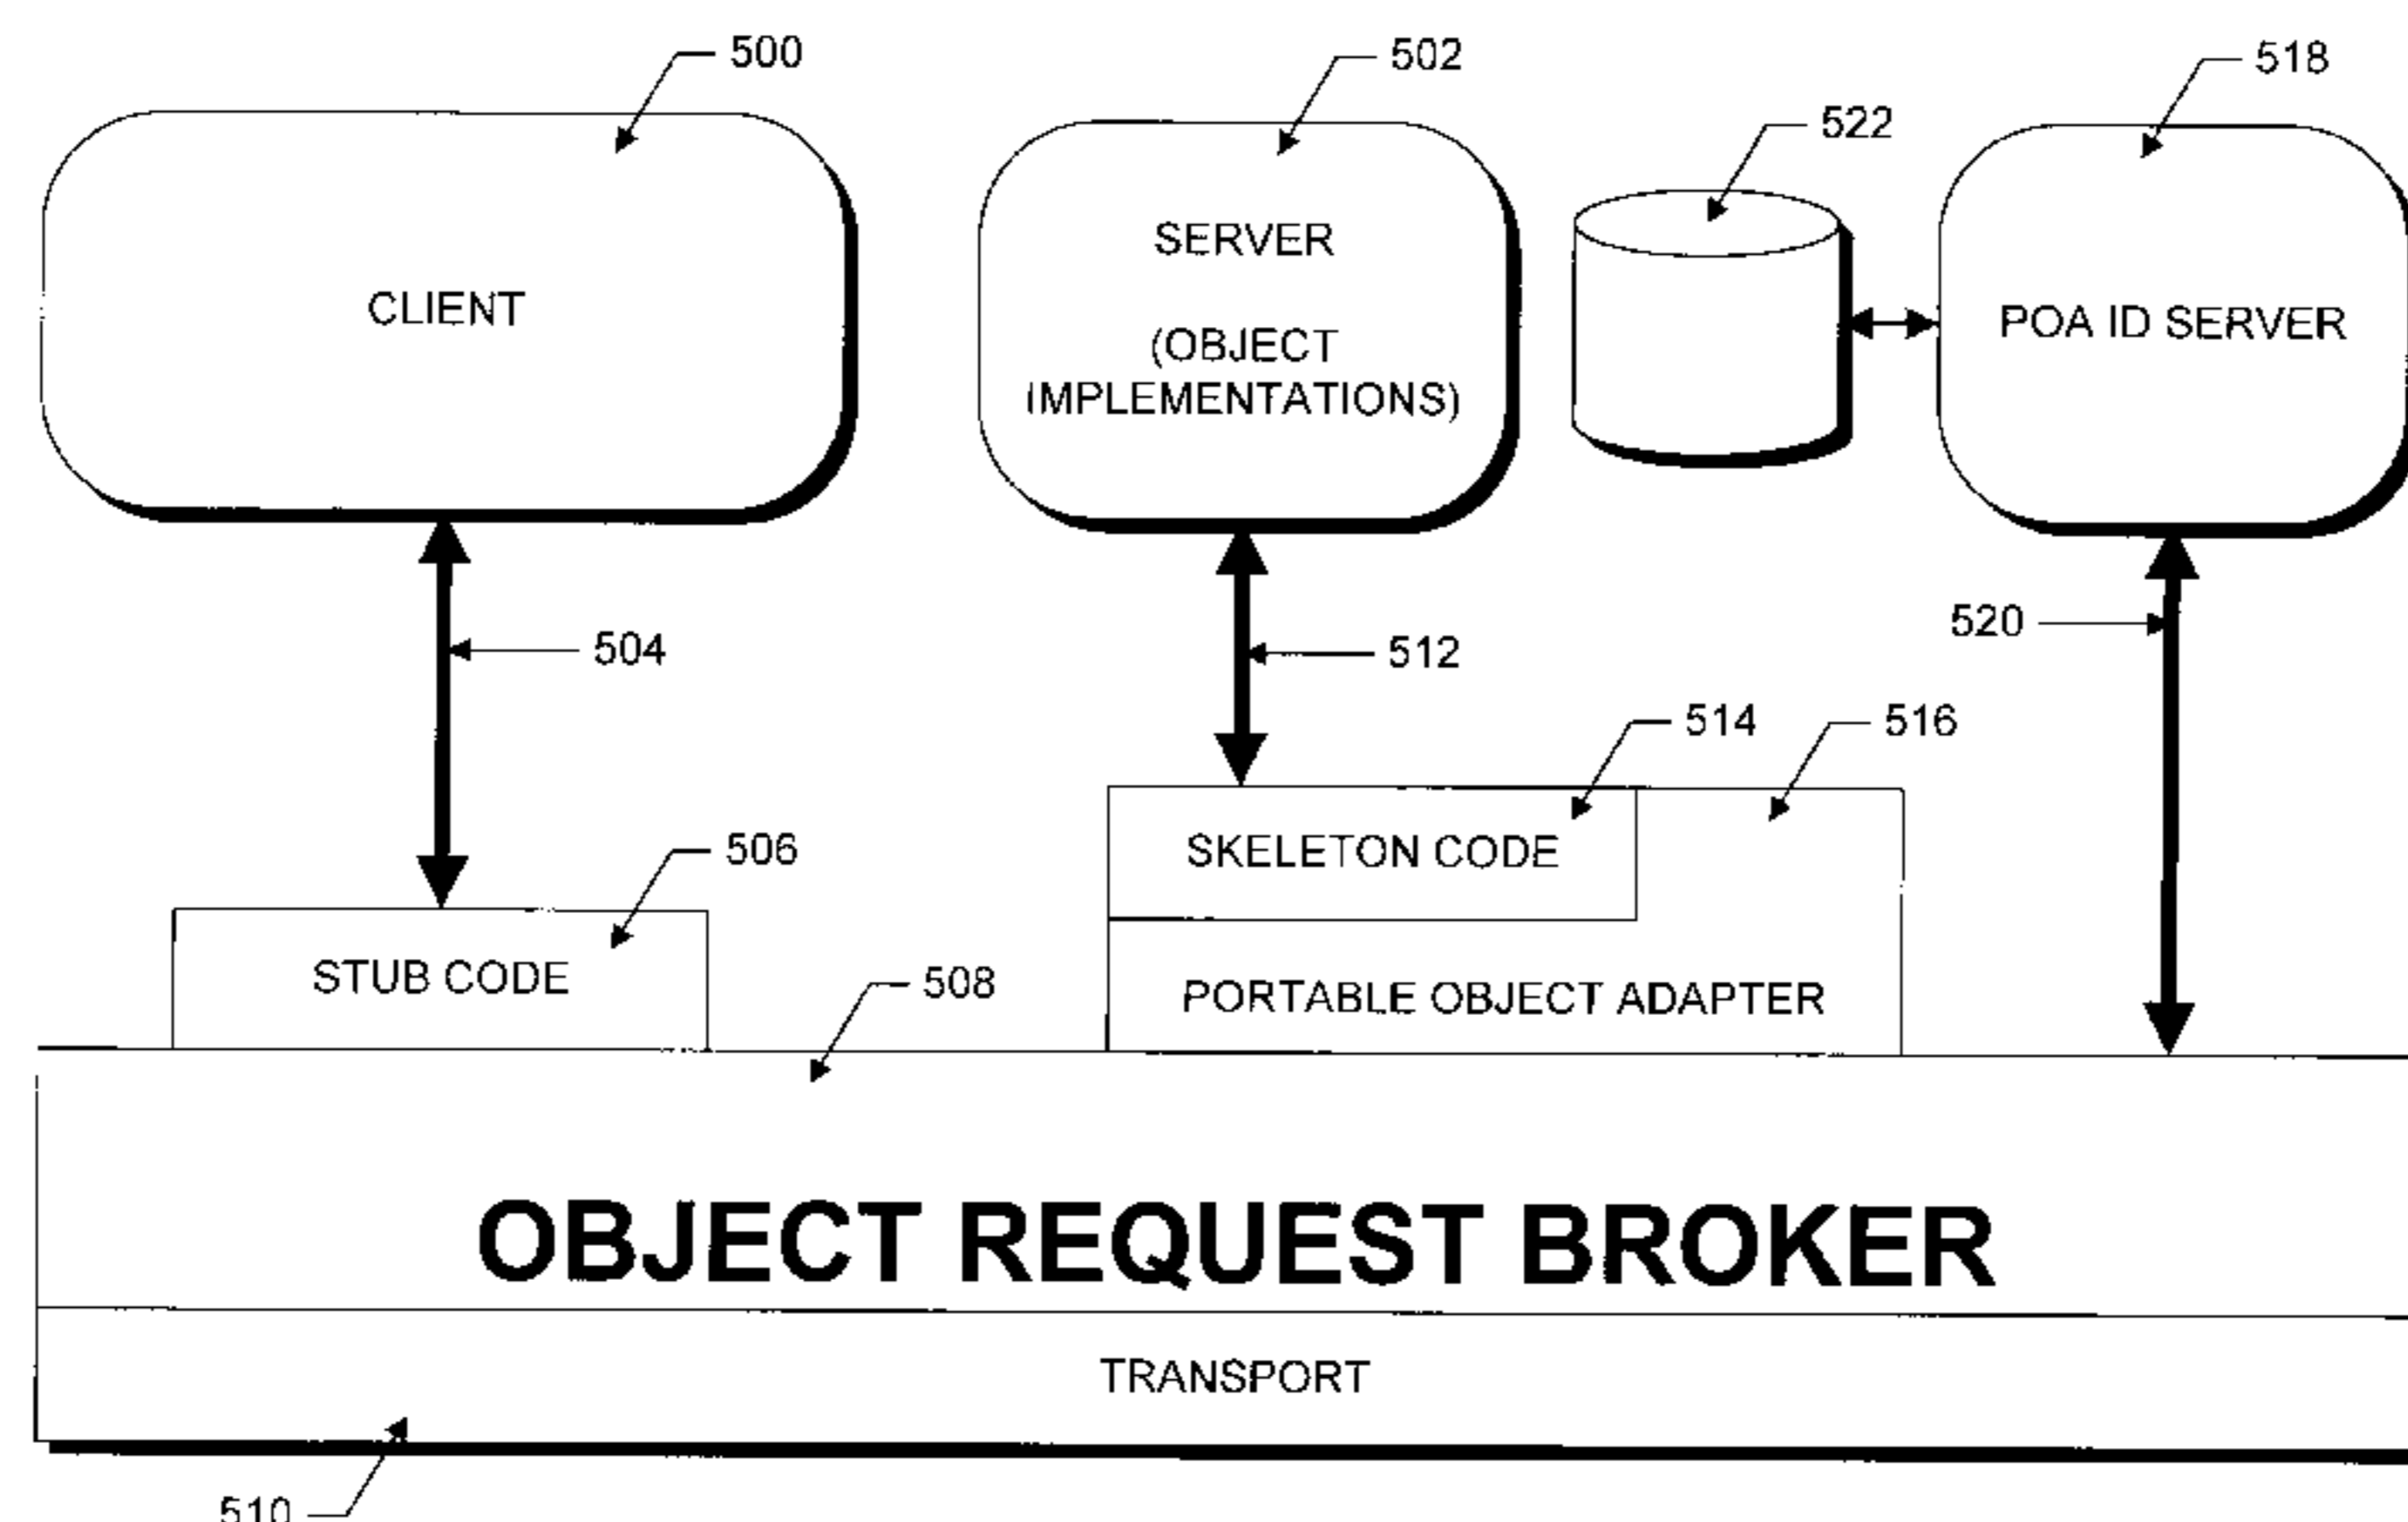 500
502
518
522
CLIENT
SERVER
(OBJECT
IMPLEMENTATIONS)
POA ID SERVER
504
512
520
514
516
506
SKELETON CODE
STUB CODE
508
PORTABLE OBJECT ADAPTER
OBJECT REQUEST BROKER
TRANSPORT
510